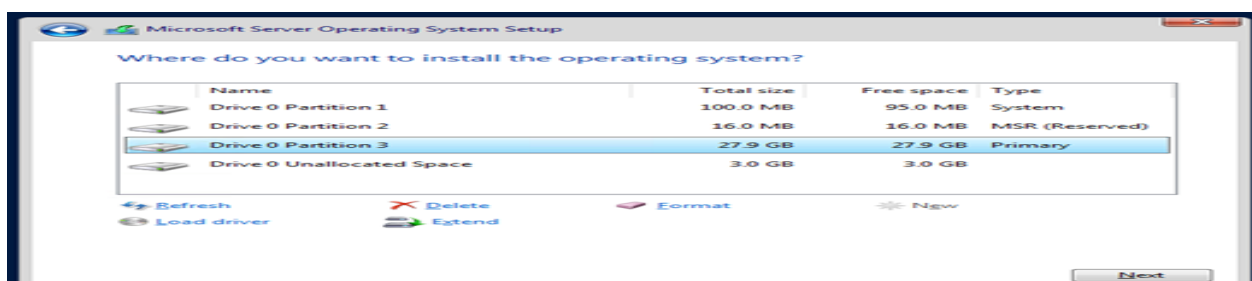 Microsoft Server Operating System Setup
Where do you want to install the operating system?
Name Total size Free space Type
Drive 0 Partition 1 100.0 MB 95.0 MB System
Drive 0 Partition 2 16.0 MB 16.0 MB MSR (Reserved)
Drive 0 Partition 3 27.9 GB 27.9 GB Primary
Drive 0 Unallocated Space 3.0 GB 3.0 GB
Refresh Delete Format New
Load driver Extend
Next